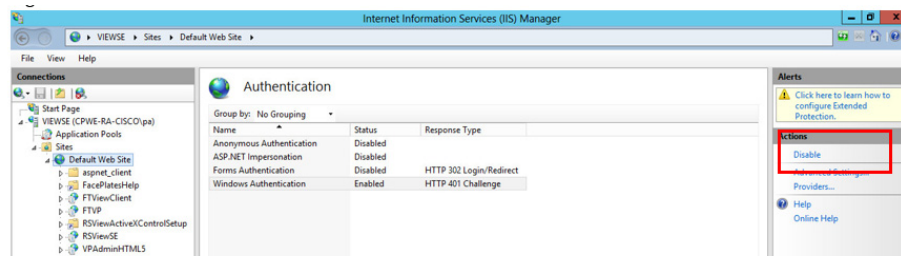 Internet Information Services (IIS) Manager
VIEWSE Sites Default Web Site
File View Help
Connections
Start Page
VIEWSE (CPWE-RA-CISCO\pa)
Application Pools
Sites
Default Web Site
aspnet_client
FacePlatesHelp
FTViewClient
FTVP
RSViewActiveXControlSetup
RSViewSE
VPAdminHTML5
Authentication
Group by: No Grouping
Name Status Response Type
Anonymous Authentication Disabled
ASP.NET Impersonation Disabled
Forms Authentication Disabled HTTP 302 Login/Redirect
Windows Authentication Enabled HTTP 401 Challenge
Alerts
Click here to learn how to
configure Extended
Protection.
Actions
Disable
Advanced Settings...
Providers...
Help
Online Help